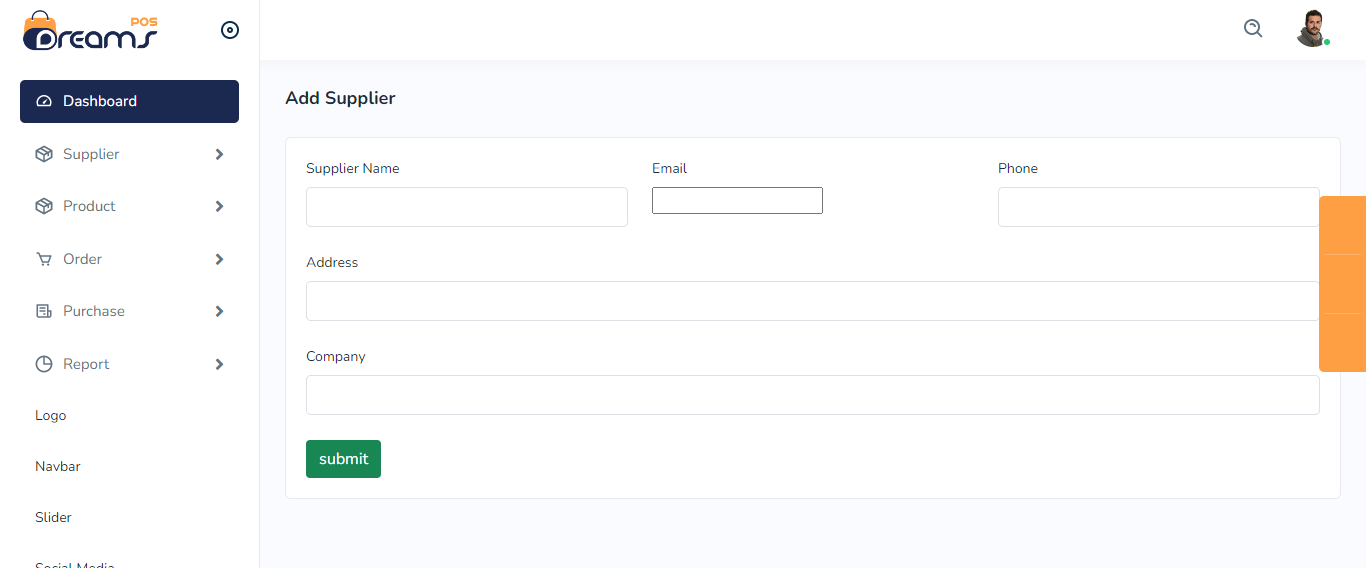 POS
Dreams
Dashboard
Supplier
Product
Order
Purchase
Report
Logo
Navbar
Slider
Social Media
Add Supplier
Supplier Name
Email
Phone
Address
Company
submit